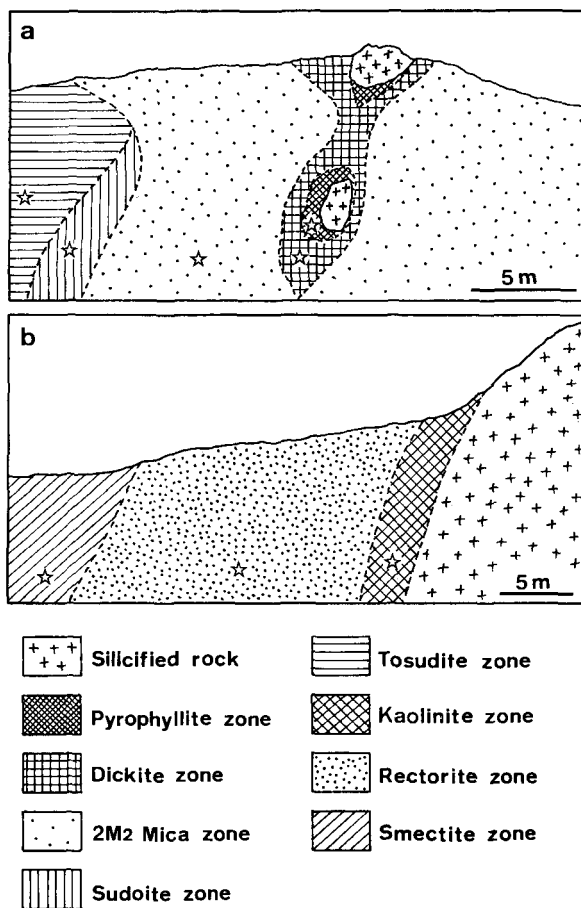 a
5 m
b
5 m
Silicified rock
Pyrophyllite zone
Dickite zone
2M2 Mica zone
Sudoite zone
Tosudite zone
Kaolinite zone
Rectorite zone
Smectite zone